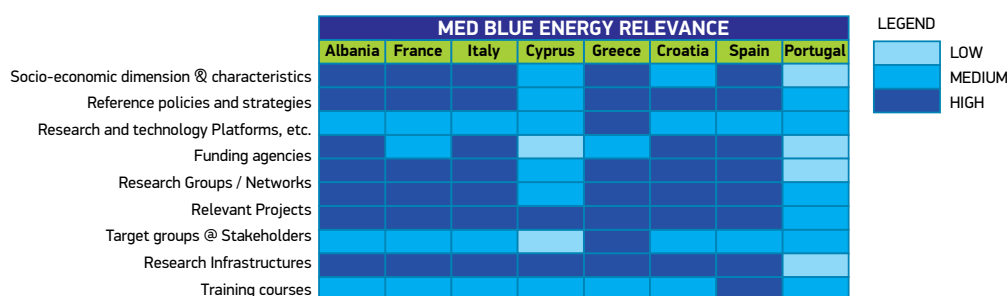 MED BLUE ENERGY RELEVANCE
LEGEND
Albania France Italy Cyprus Greece Croatia Spain Portugal
LOW
Socio-economic dimension & characteristics
MEDIUM
Reference policies and strategies
HIGH
Research and technology Platforms, etc.
Funding agencies
Research Groups / Networks
Relevant Projects
Target groups @ Stakeholders
Research Infrastructures
Training courses